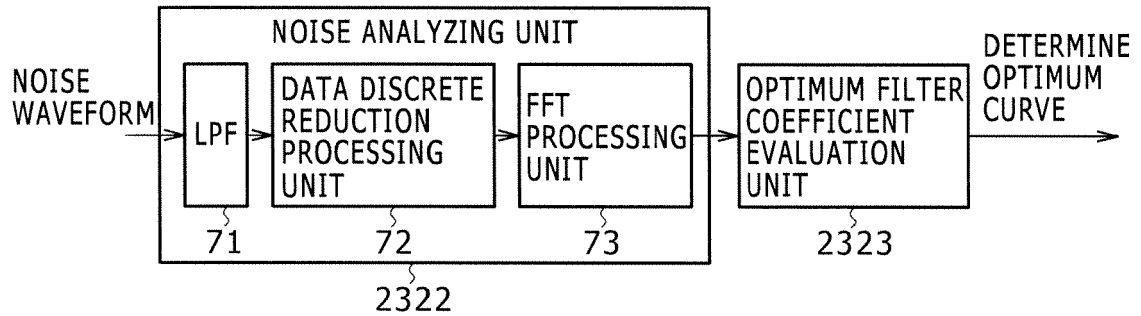 NOISE ANALYZING UNIT
NOISE
WAVEFORM
LPF
DATA DISCRETE
REDUCTION
PROCESSING
UNIT
FFT
PROCESSING
UNIT
OPTIMUM FILTER
COEFFICIENT
EVALUATION
UNIT
DETERMINE
OPTIMUM
CURVE
71
72
73
2323
2322